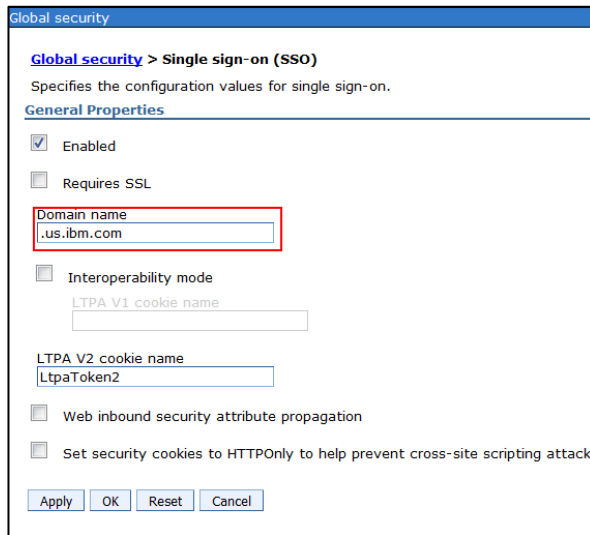 Global security
Global security > Single sign-on (SSO)
Specifies the configuration values for single sign-on.
General Properties
Enabled
Requires SSL
Domain name
.us.ibm.com
Interoperability mode
LTPA V1 cookie name
LTPA V2 cookie name
LtpaToken2
Web inbound security attribute propagation
Set security cookies to HTTPOnly to help prevent cross-site scripting attack
Apply OK Reset Cancel